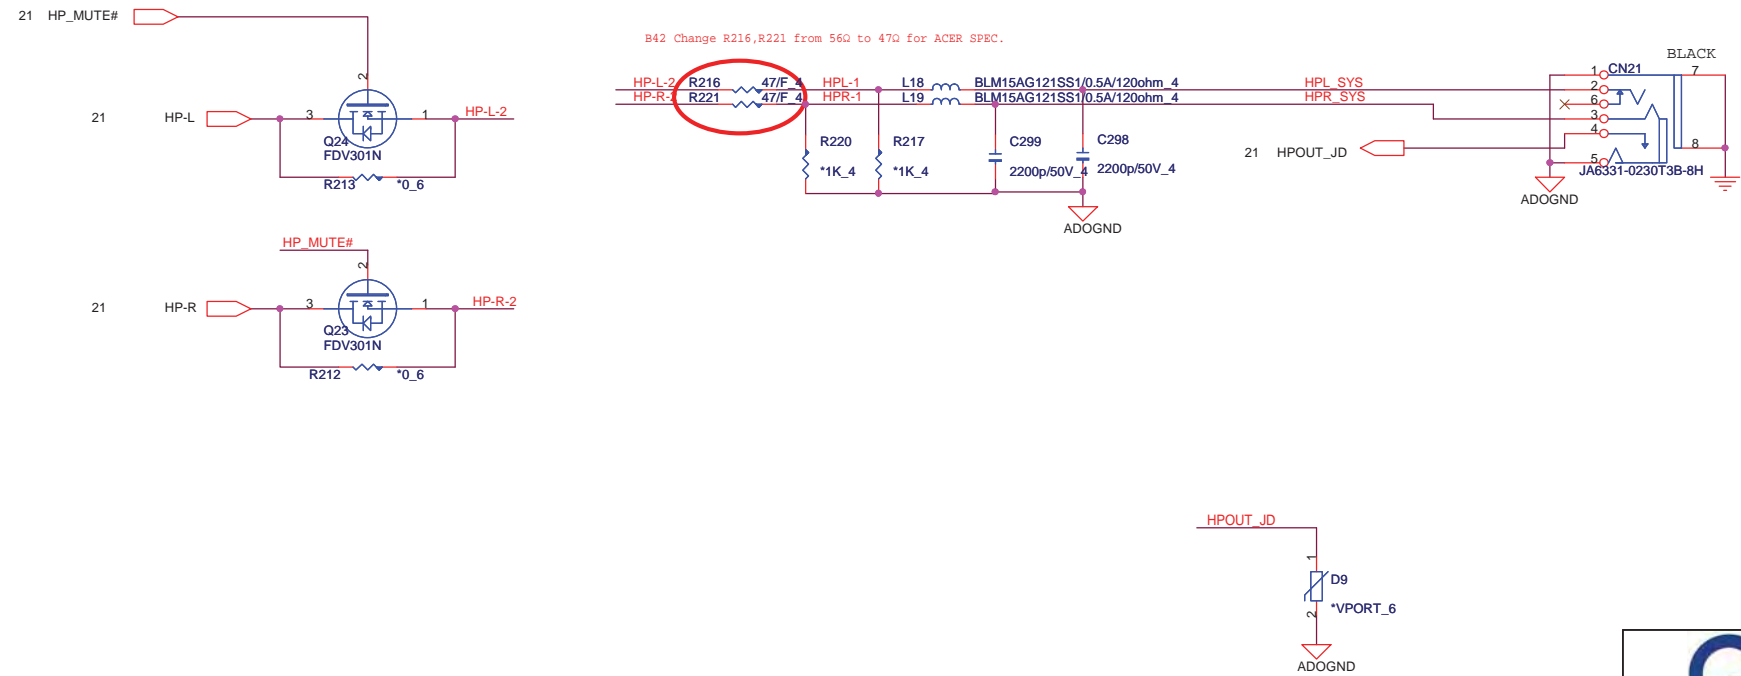 21 HP_MUTE#
2
21 HP-L 3 1 HP-L-2
Q24
FDV301N
R213 *0_6
HP_MUTE#
2
21 HP-R 3 1 HP-R-2
Q23
FDV301N
R212 *0_6
B42 Change R216,R221 from 56Ω to 47Ω for ACER SPEC.
HP-L-2 R216 47/F_4 HPL-1 L18 BLM15AG121SS1/0.5A/120ohm_4 HPL_SYS
HP-R-2 R221 47/F_4 HPR-1 L19 BLM15AG121SS1/0.5A/120ohm_4 HPR_SYS
R220 R217 C299 C298
*1K_4 *1K_4 2200p/50V_4 2200p/50V_4
ADOGND
BLACK
1 CN21 7
2
6
3
4 8
5
JA6331-0230T3B-8H
21 HPOUT_JD
ADOGND
HPOUT_JD
1
D9
*VPORT_6
2
ADOGND